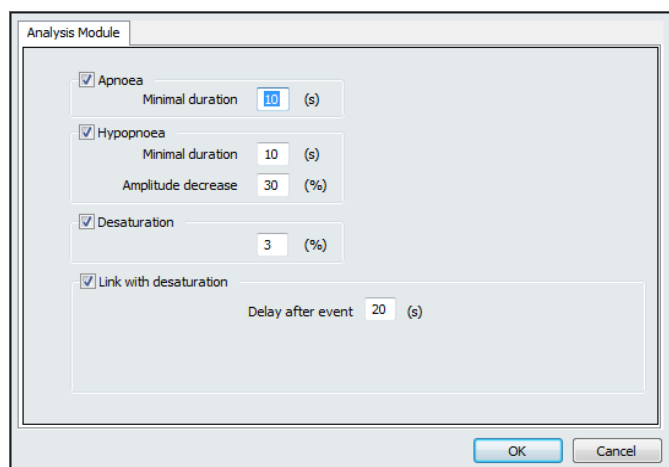 Analysis Module
Apnoea
Minimal duration 10 (s)
Hypopnoea
Minimal duration 10 (s)
Amplitude decrease 30 (%)
Desaturation
3 (%)
Link with desaturation
Delay after event 20 (s)
OK Cancel